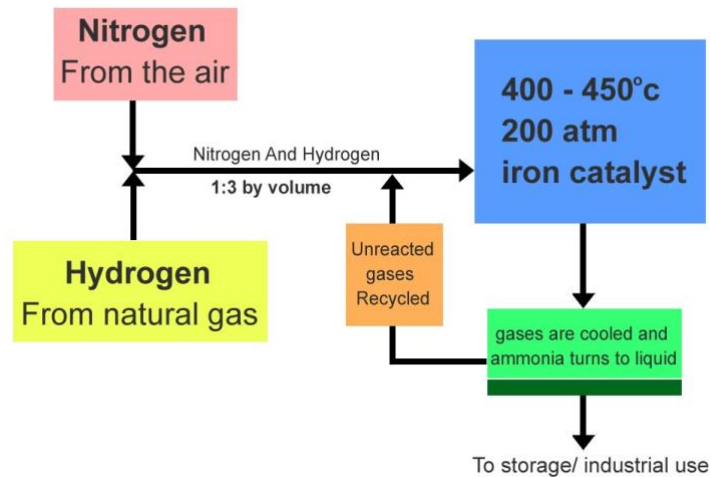 Nitrogen
From the air
Nitrogen And Hydrogen
1:3 by volume
Hydrogen
From natural gas
400 - 450°c
200 atm
iron catalyst
Unreacted
gases
Recycled
gases are cooled and
ammonia turns to liquid
To storage/ industrial use